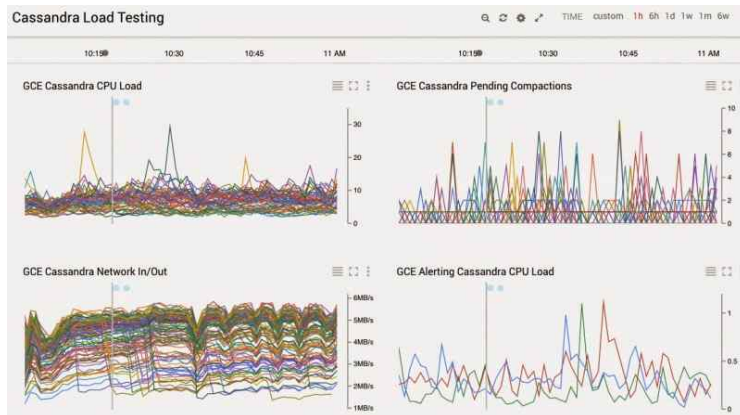 Cassandra Load Testing
TIME custom 1h 6h 1d 1w 1m 6w
10:15 10:30 10:45 11 AM
10:15 10:30 10:45 11 AM
GCE Cassandra CPU Load
30
20
10
0
GCE Cassandra Pending Compactions
10
8
6
4
2
0
GCE Cassandra Network In/Out
6MB/s
5MB/s
4MB/s
3MB/s
2MB/s
1MB/s
GCE Alerting Cassandra CPU Load
1
0.5
0